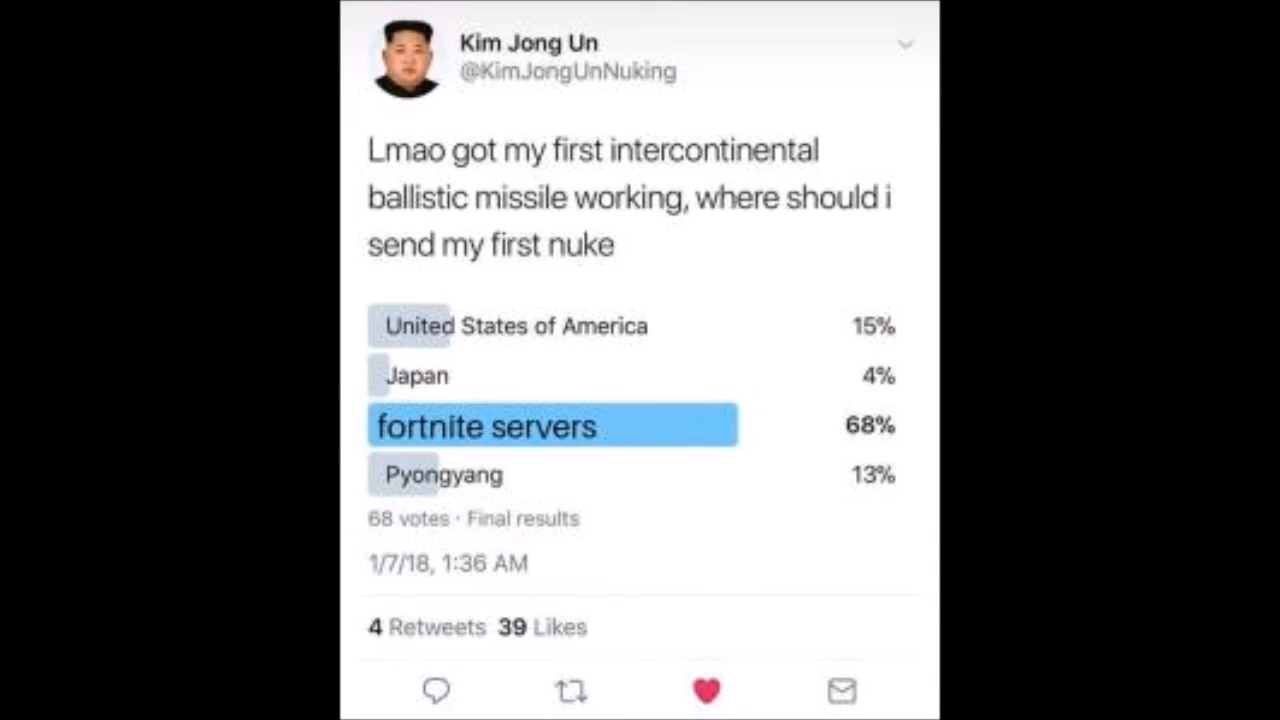 Kim Jong Un
@KimJongUnNuking
Lmao got my first intercontinental
ballistic missile working, where should i
send my first nuke
United States of America 15%
Japan 4%
fortnite servers 68%
Pyongyang 13%
68 votes · Final results
1/7/18, 1:36 AM
4 Retweets 39 Likes